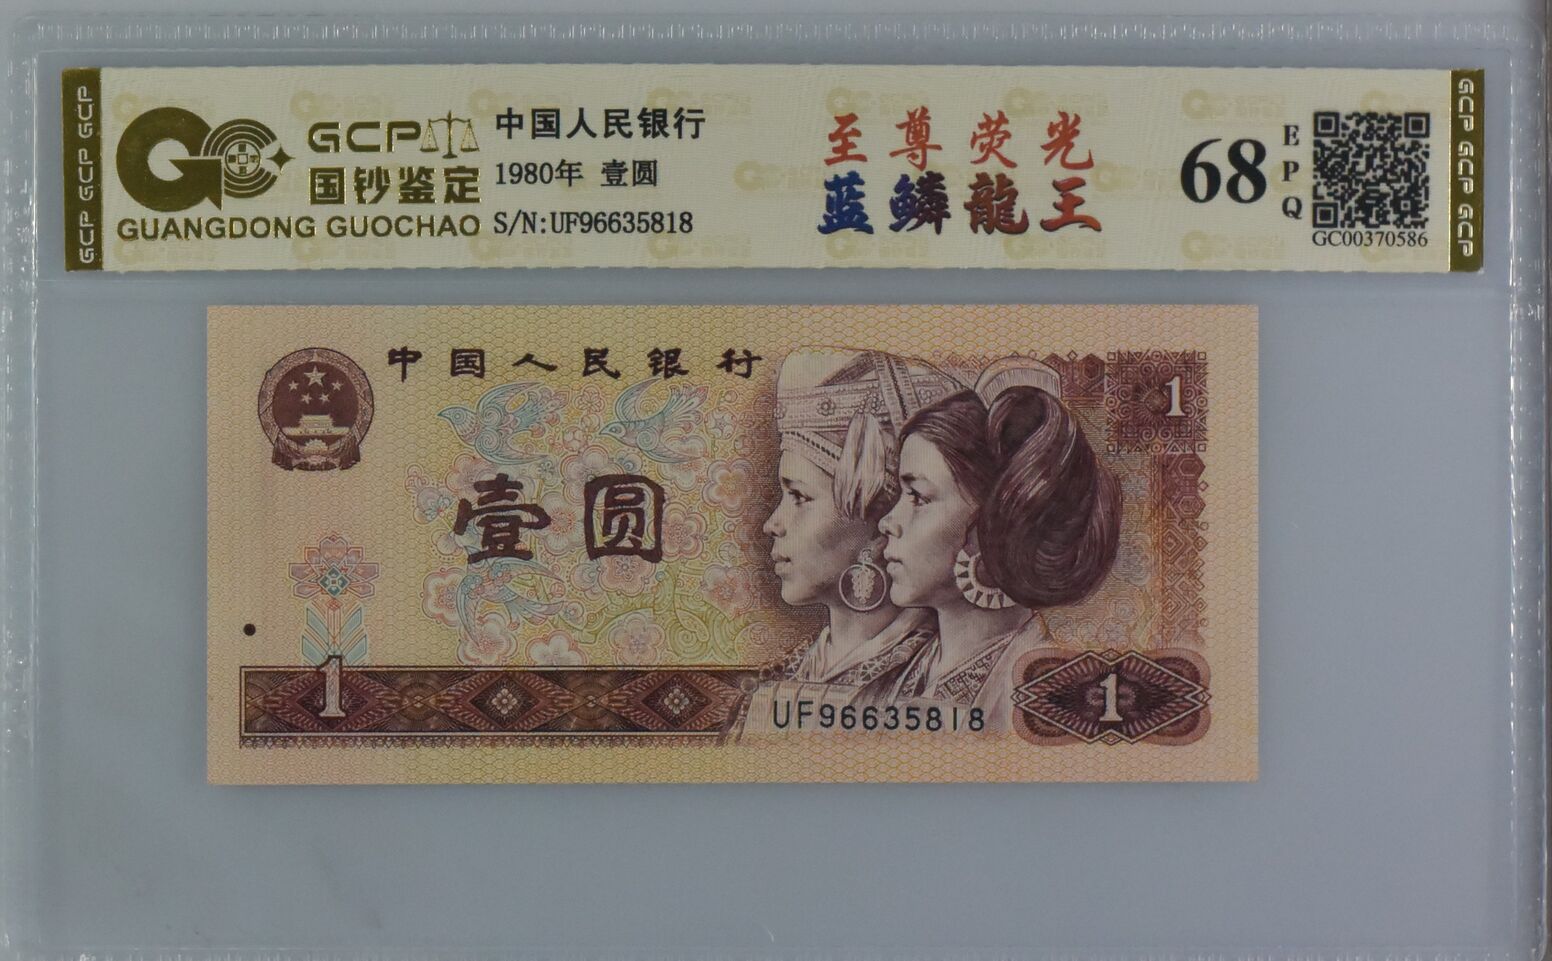 GCP GCP GCP
GCP
国钞鉴定
GUANGDONG GUOCHAO
中国人民银行
1980年 壹圆
S/N:UF96635818
至尊荧光
蓝鳞龍王
68
EPQ
GC00370586
GCP GCP GCP
中国人民银行
1
壹圆
1
UF96635818
1